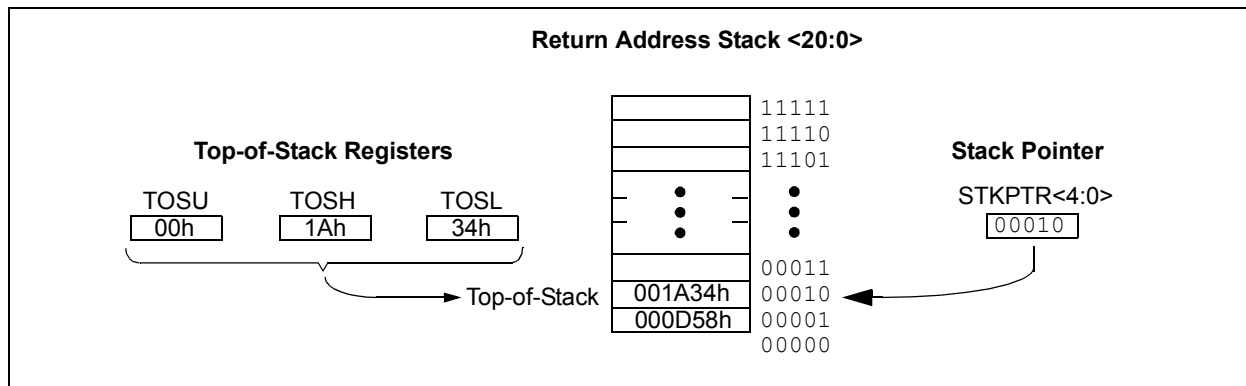 Return Address Stack <20:0>
11111
11110
11101
Top-of-Stack Registers
Stack Pointer
TOSU TOSH TOSL
00h 1Ah 34h
STKPTR<4:0>
00010
00011
Top-of-Stack 001A34h 00010
000D58h 00001
00000